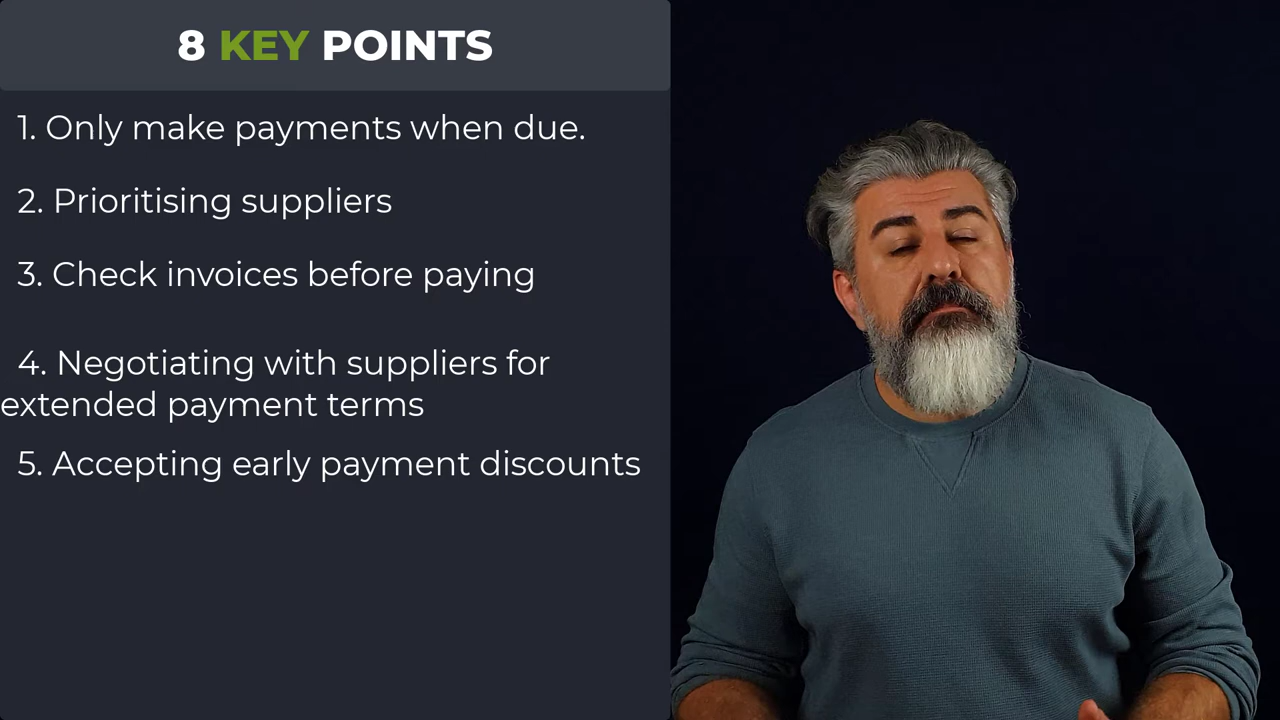 8 KEY POINTS
1. Only make payments when due.
2. Prioritising suppliers
3. Check invoices before paying
4. Negotiating with suppliers for
extended payment terms
5. Accepting early payment discounts